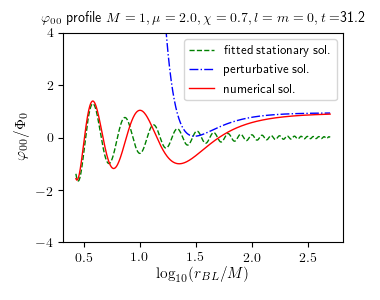 φ₀₀ profile M = 1, μ = 2.0, χ = 0.7, l = m = 0, t =31.2
fitted stationary sol.
perturbative sol.
numerical sol.
φ₀₀/Φ₀
4
2
0
−2
−4
0.5 1.0 1.5 2.0 2.5
log₁₀(r_BL/M)